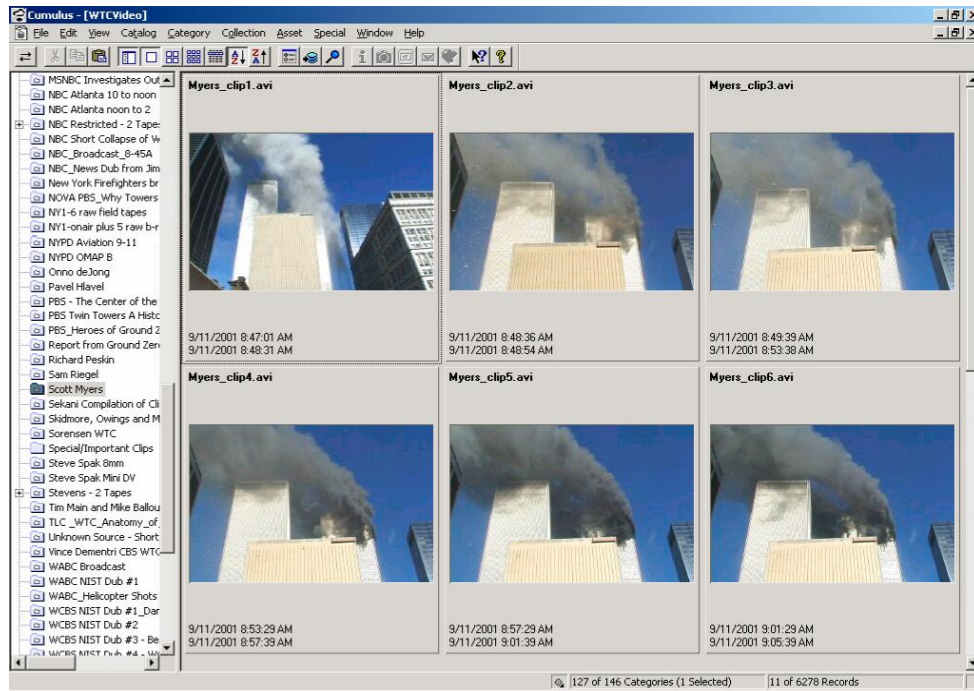 Cumulus - [WTCVideo]
File Edit View Catalog Category Collection Asset Special Window Help
MSNBC Investigates Out
NBC Atlanta 10 to noon
NBC Atlanta noon to 2
NBC Restricted - 2 Tape:
NBC Short Collapse of W
NBC_Broadcast_8-45A
NBC_News Dub from Jim
New York Firefighters br
NOVA PBS_Why Towers
NY1-6 raw field tapes
NY1-onair plus 5 raw b-r
NYPD Aviation 9-11
NYPD OMAP B
Onno deJong
Pavel Hlavel
PBS - The Center of the
PBS Twin Towers A Histo
PBS_Heroes of Ground Z
Report from Ground Zero
Richard Peskin
Sam Riegel
Scott Myers
Sekani Compilation of Cli
Skidmore, Owings and M
Sorensen WTC
Special/Important Clips
Steve Spak 8mm
Steve Spak Mini DV
Stevens - 2 Tapes
Tim Main and Mike Ballou
TLC _WTC_Anatomy_of_
Unknown Source - Short
Vince Dementri CBS WTC
WABC Broadcast
WABC NIST Dub #1
WABC_Helicopter Shots
WCBS NIST Dub #1_Dar
WCBS NIST Dub #2
WCBS NIST Dub #3 - Be
WCBS NIST Dub #4 - W
Myers_clip1.avi
9/11/2001 8:47:01 AM
9/11/2001 8:48:31 AM
Myers_clip2.avi
9/11/2001 8:48:36 AM
9/11/2001 8:48:54 AM
Myers_clip3.avi
9/11/2001 8:49:39 AM
9/11/2001 8:53:38 AM
Myers_clip4.avi
9/11/2001 8:53:29 AM
9/11/2001 8:57:39 AM
Myers_clip5.avi
9/11/2001 8:57:29 AM
9/11/2001 9:01:39 AM
Myers_clip6.avi
9/11/2001 9:01:29 AM
9/11/2001 9:05:39 AM
127 of 146 Categories (1 Selected)
11 of 6278 Records